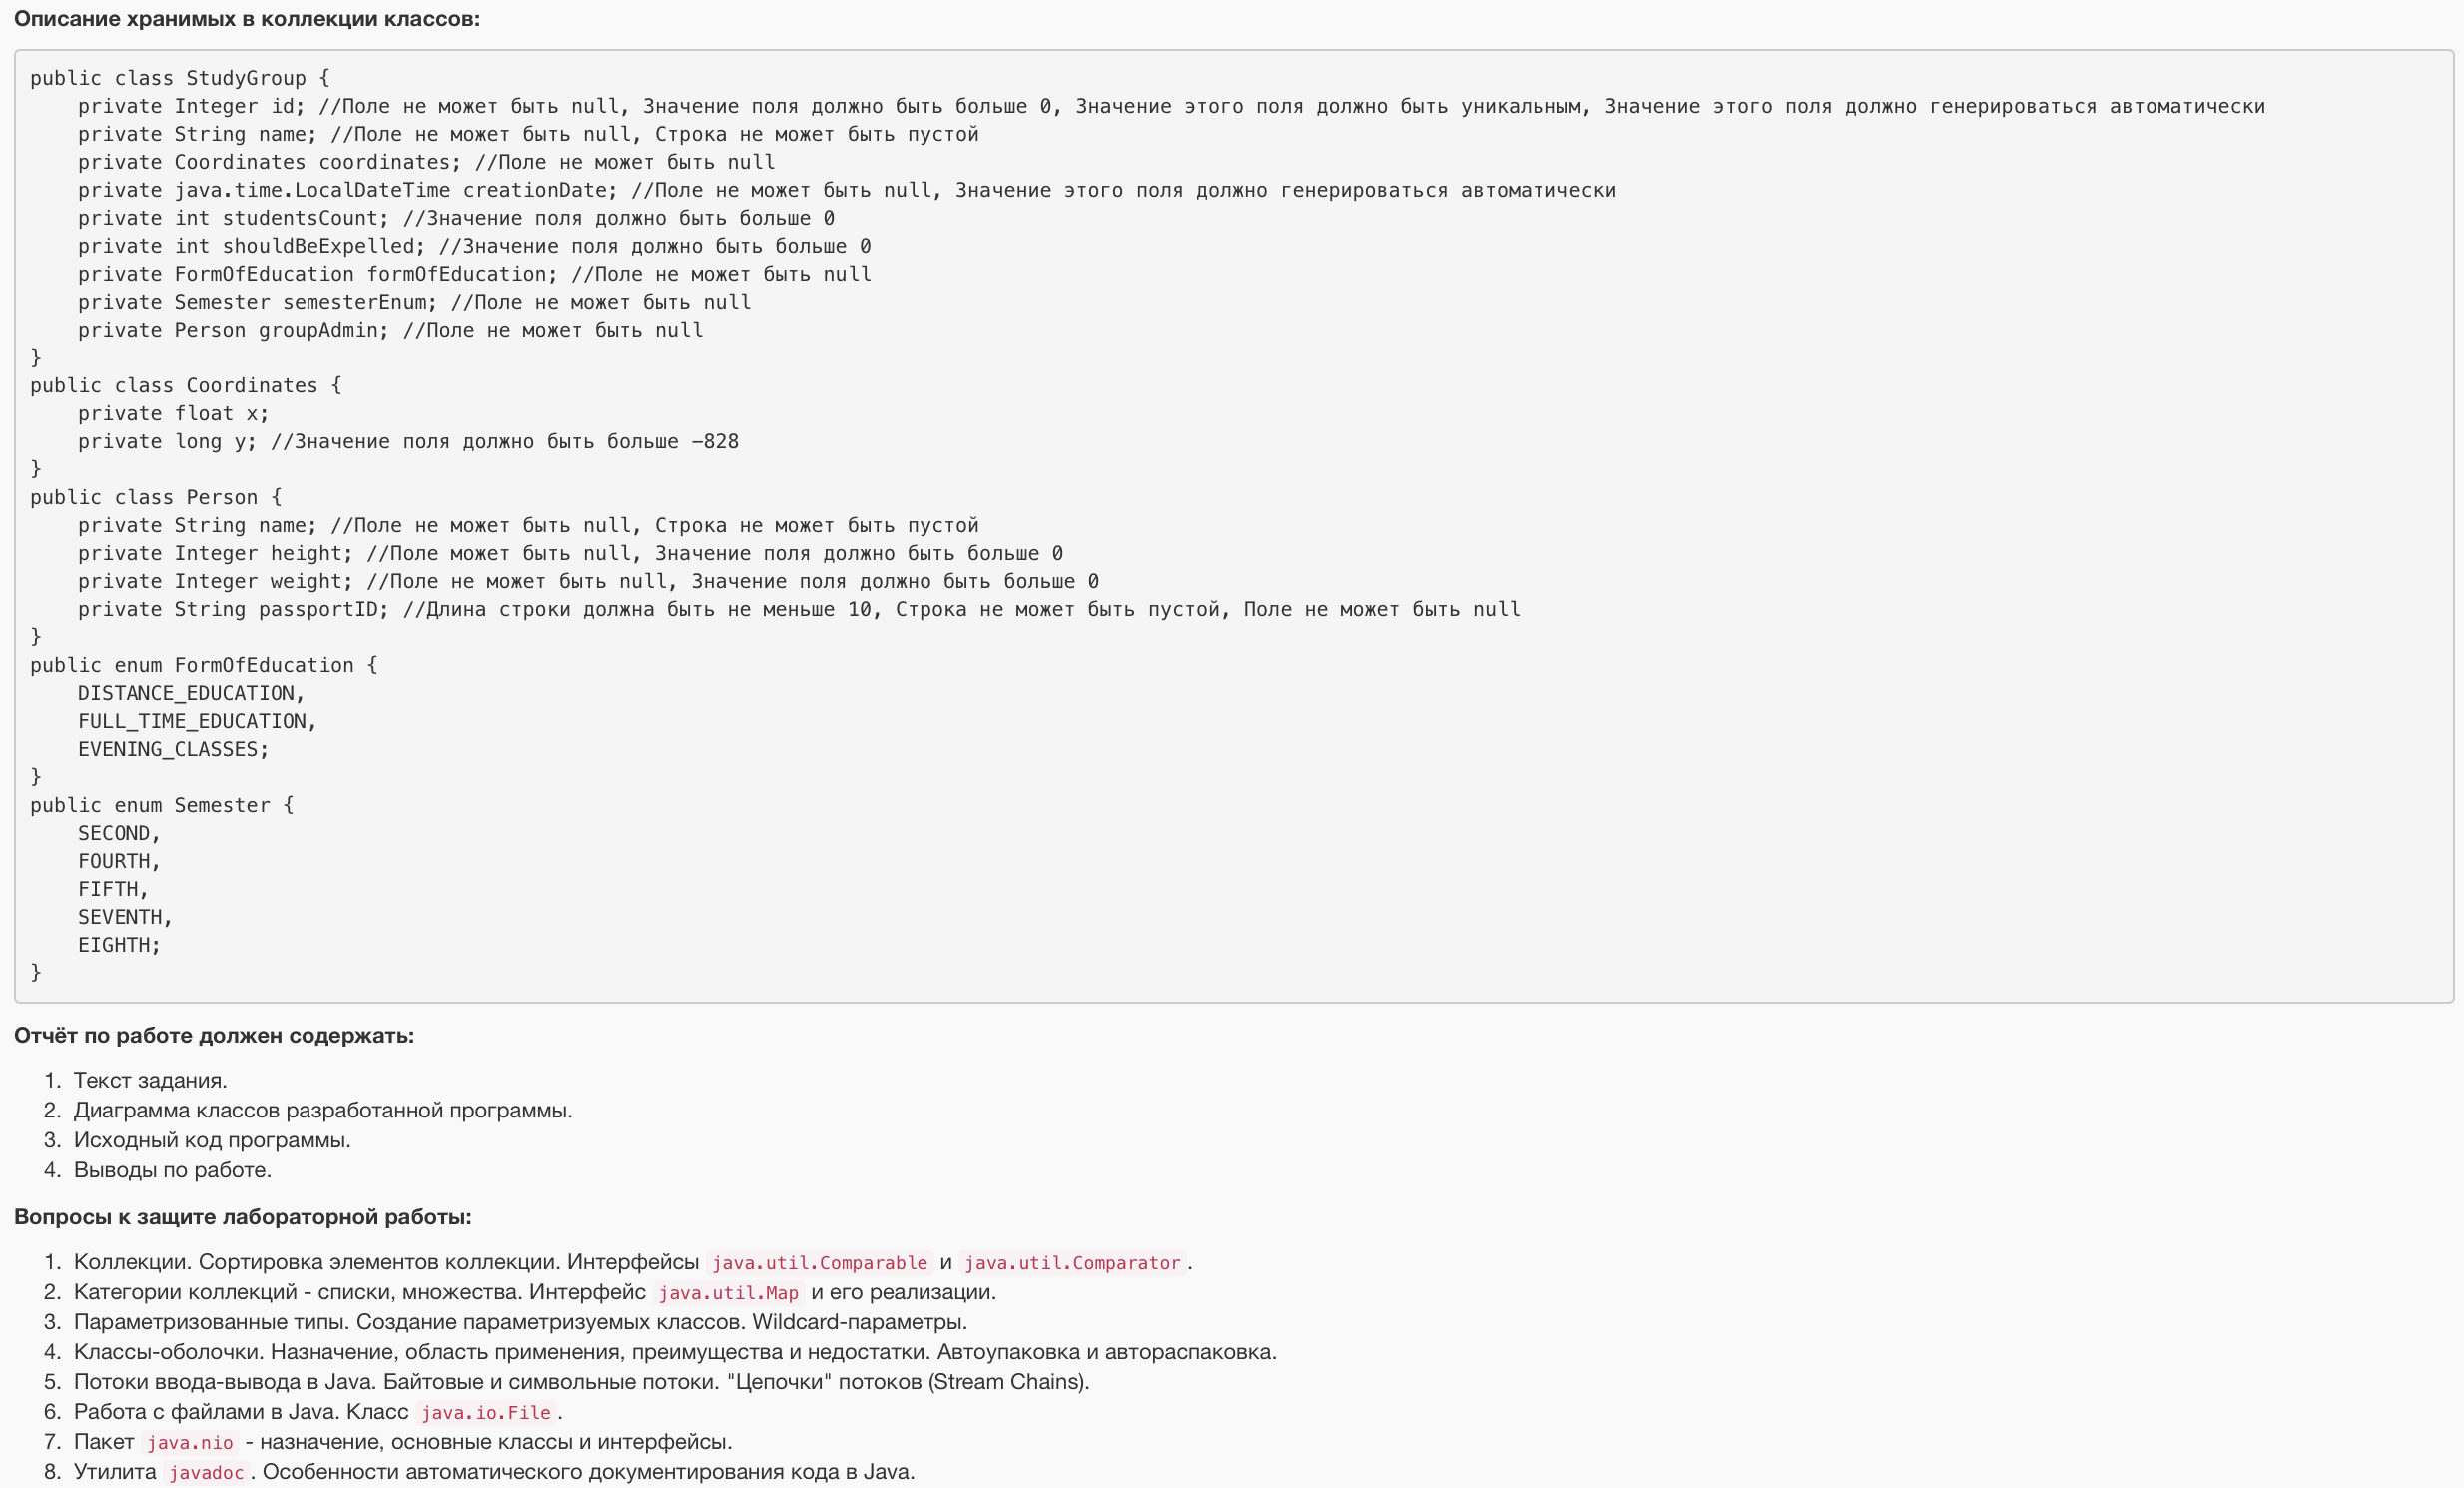 Описание хранимых в коллекции классов:
public class StudyGroup {
    private Integer id; //Поле не может быть null, Значение поля должно быть больше 0, Значение этого поля должно быть уникальным, Значение этого поля должно генерироваться автоматически
    private String name; //Поле не может быть null, Строка не может быть пустой
    private Coordinates coordinates; //Поле не может быть null
    private java.time.LocalDateTime creationDate; //Поле не может быть null, Значение этого поля должно генерироваться автоматически
    private int studentsCount; //Значение поля должно быть больше 0
    private int shouldBeExpelled; //Значение поля должно быть больше 0
    private FormOfEducation formOfEducation; //Поле не может быть null
    private Semester semesterEnum; //Поле не может быть null
    private Person groupAdmin; //Поле не может быть null
}
public class Coordinates {
    private float x;
    private long y; //Значение поля должно быть больше -828
}
public class Person {
    private String name; //Поле не может быть null, Строка не может быть пустой
    private Integer height; //Поле может быть null, Значение поля должно быть больше 0
    private Integer weight; //Поле не может быть null, Значение поля должно быть больше 0
    private String passportID; //Длина строки должна быть не меньше 10, Строка не может быть пустой, Поле не может быть null
}
public enum FormOfEducation {
    DISTANCE_EDUCATION,
    FULL_TIME_EDUCATION,
    EVENING_CLASSES;
}
public enum Semester {
    SECOND,
    FOURTH,
    FIFTH,
    SEVENTH,
    EIGHTH;
}
Отчёт по работе должен содержать:
1. Текст задания.
2. Диаграмма классов разработанной программы.
3. Исходный код программы.
4. Выводы по работе.
Вопросы к защите лабораторной работы:
1. Коллекции. Сортировка элементов коллекции. Интерфейсы java.util.Comparable и java.util.Comparator.
2. Категории коллекций - списки, множества. Интерфейс java.util.Map и его реализации.
3. Параметризованные типы. Создание параметризуемых классов. Wildcard-параметры.
4. Классы-оболочки. Назначение, область применения, преимущества и недостатки. Автоупаковка и автораспаковка.
5. Потоки ввода-вывода в Java. Байтовые и символьные потоки. "Цепочки" потоков (Stream Chains).
6. Работа с файлами в Java. Класс java.io.File.
7. Пакет java.nio - назначение, основные классы и интерфейсы.
8. Утилита javadoc. Особенности автоматического документирования кода в Java.